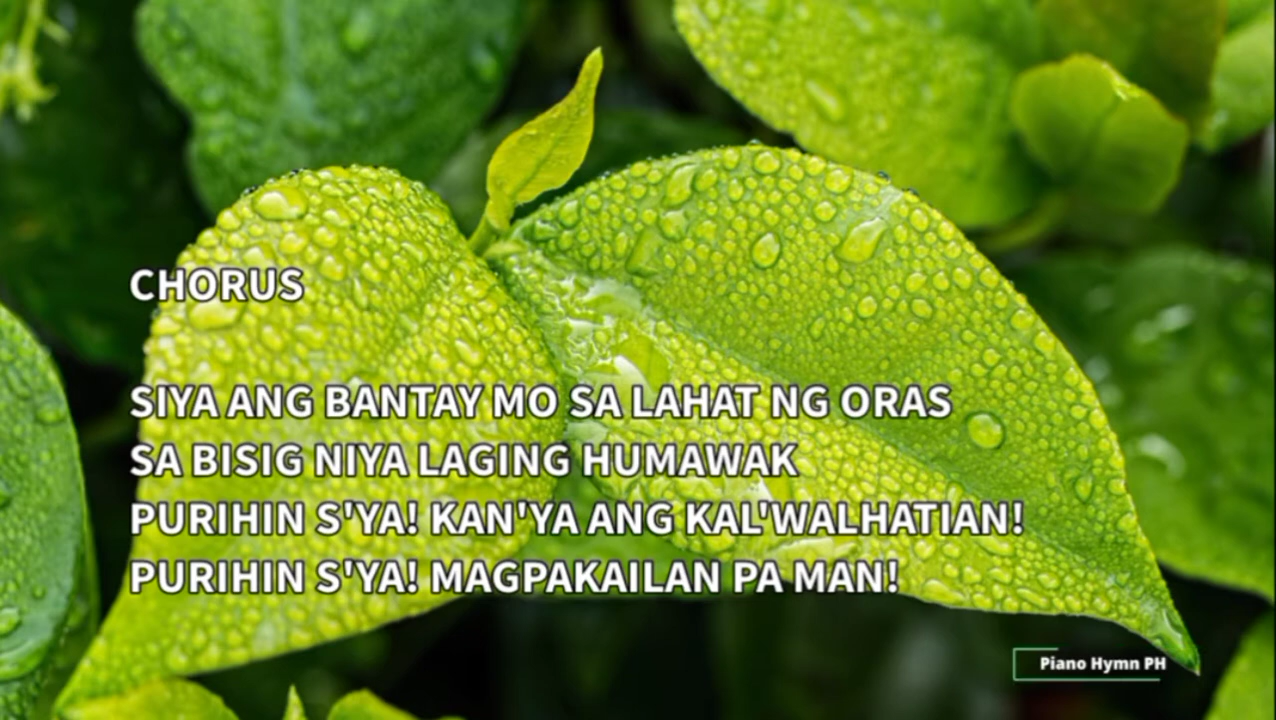 CHORUS
SIYA ANG BANTAY MO SA LAHAT NG ORAS
SA BISIG NIYA LAGING HUMAWAK
PURIHIN S'YA! KAN'YA ANG KAL'WALHATIAN!
PURIHIN S'YA! MAGPAKAILAN PA MAN!
Piano Hymn PH